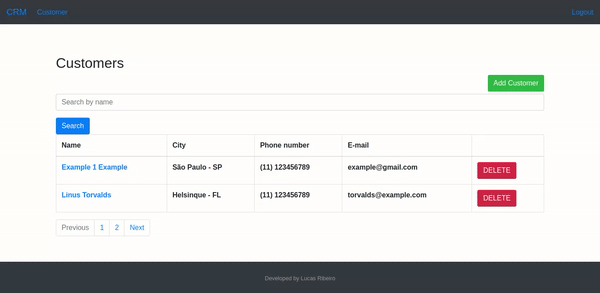 CRM Customer Logout
Customers
Add Customer
Search by name
Search
Name City Phone number E-mail
Example 1 Example São Paulo - SP (11) 123456789 example@gmail.com DELETE
Linus Torvalds Helsinque - FL (11) 123456789 torvalds@example.com DELETE
Previous 1 2 Next
Developed by Lucas Ribeiro